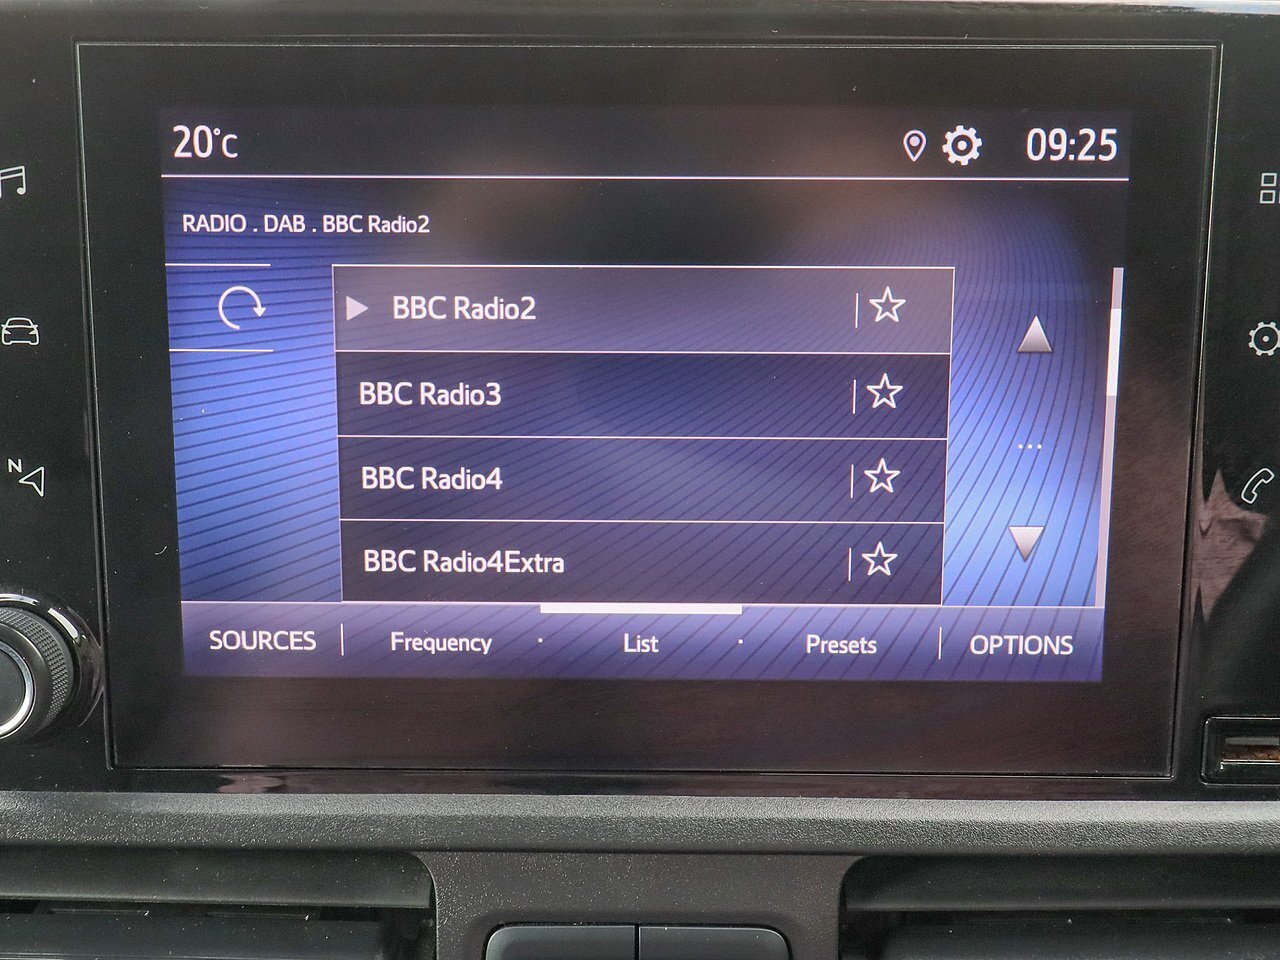 20°C 09:25
RADIO . DAB . BBC Radio2
BBC Radio2
BBC Radio3
BBC Radio4
BBC Radio4Extra
N
SOURCES Frequency · List · Presets OPTIONS